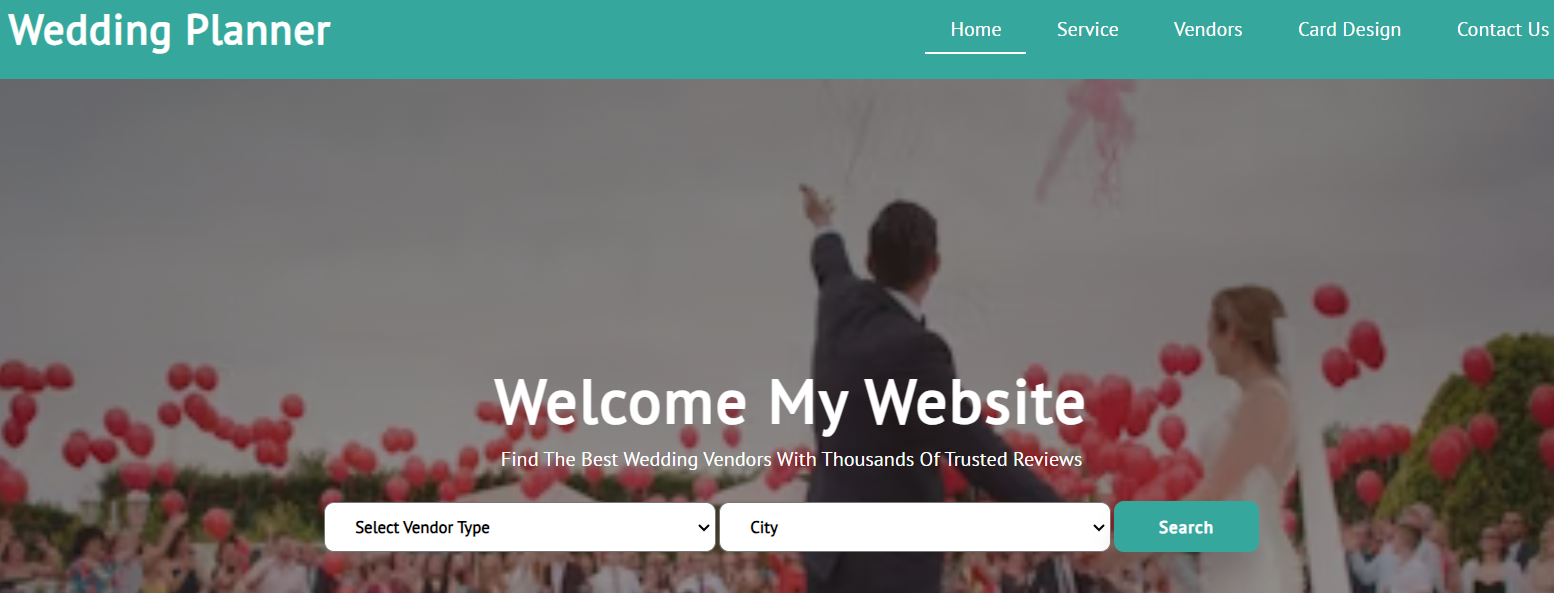 Wedding Planner
Home Service Vendors Card Design Contact Us
Welcome My Website
Find The Best Wedding Vendors With Thousands Of Trusted Reviews
Select Vendor Type City Search